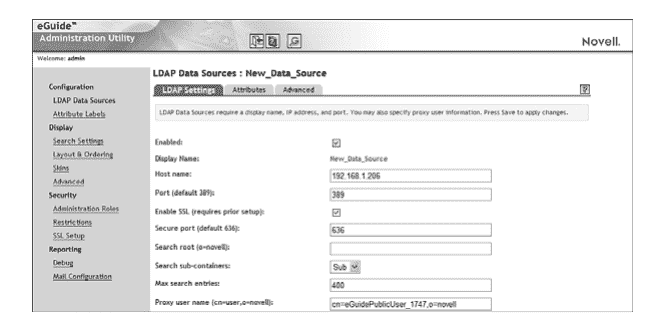 eGuide™
Administration Utility
Novell.
Welcome: admin
LDAP Data Sources : New_Data_Source
LDAP Settings Attributes Advanced
LDAP Data Sources require a display name, IP address, and port. You may also specify proxy user information. Press Save to apply changes.
Configuration
LDAP Data Sources
Attribute Labels
Display
Search Settings
Layout & Ordering
Skins
Advanced
Security
Administration Roles
Restrictions
SSL Setup
Reporting
Debug
Mail Configuration
Enabled:
Display Name: New_Data_Source
Host name: 192.168.1.206
Port (default 389): 389
Enable SSL (requires prior setup):
Secure port (default 636): 636
Search root (o=novell):
Search sub-containers: Sub
Max search entries: 400
Proxy user name (cn=user,o=novell): cn=eGuidePublicUser_1747,o=novell